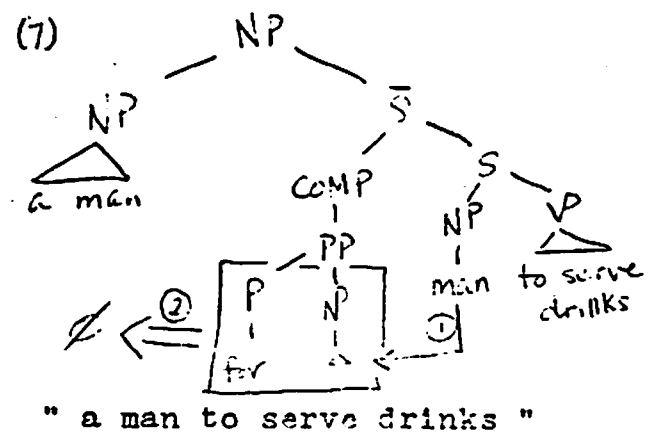 (7) NP
NP S̄
a man
COMP S
NP VP
PP
P N man to serve
② ① drinks
∅ for
" a man to serve drinks "